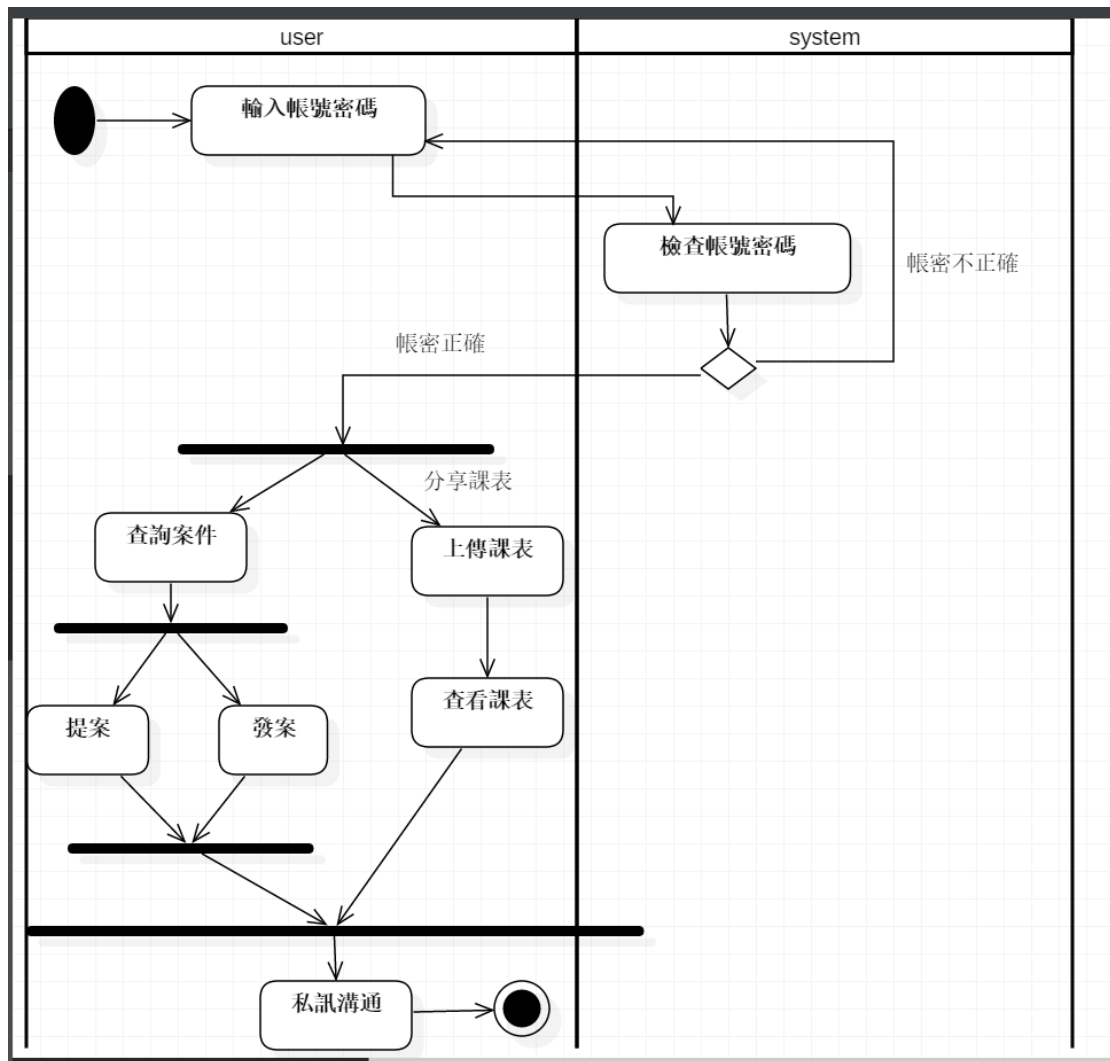 user
system
輸入帳號密碼
檢查帳號密碼
帳密不正確
帳密正確
分享課表
查詢案件
上傳課表
提案
發案
查看課表
私訊溝通